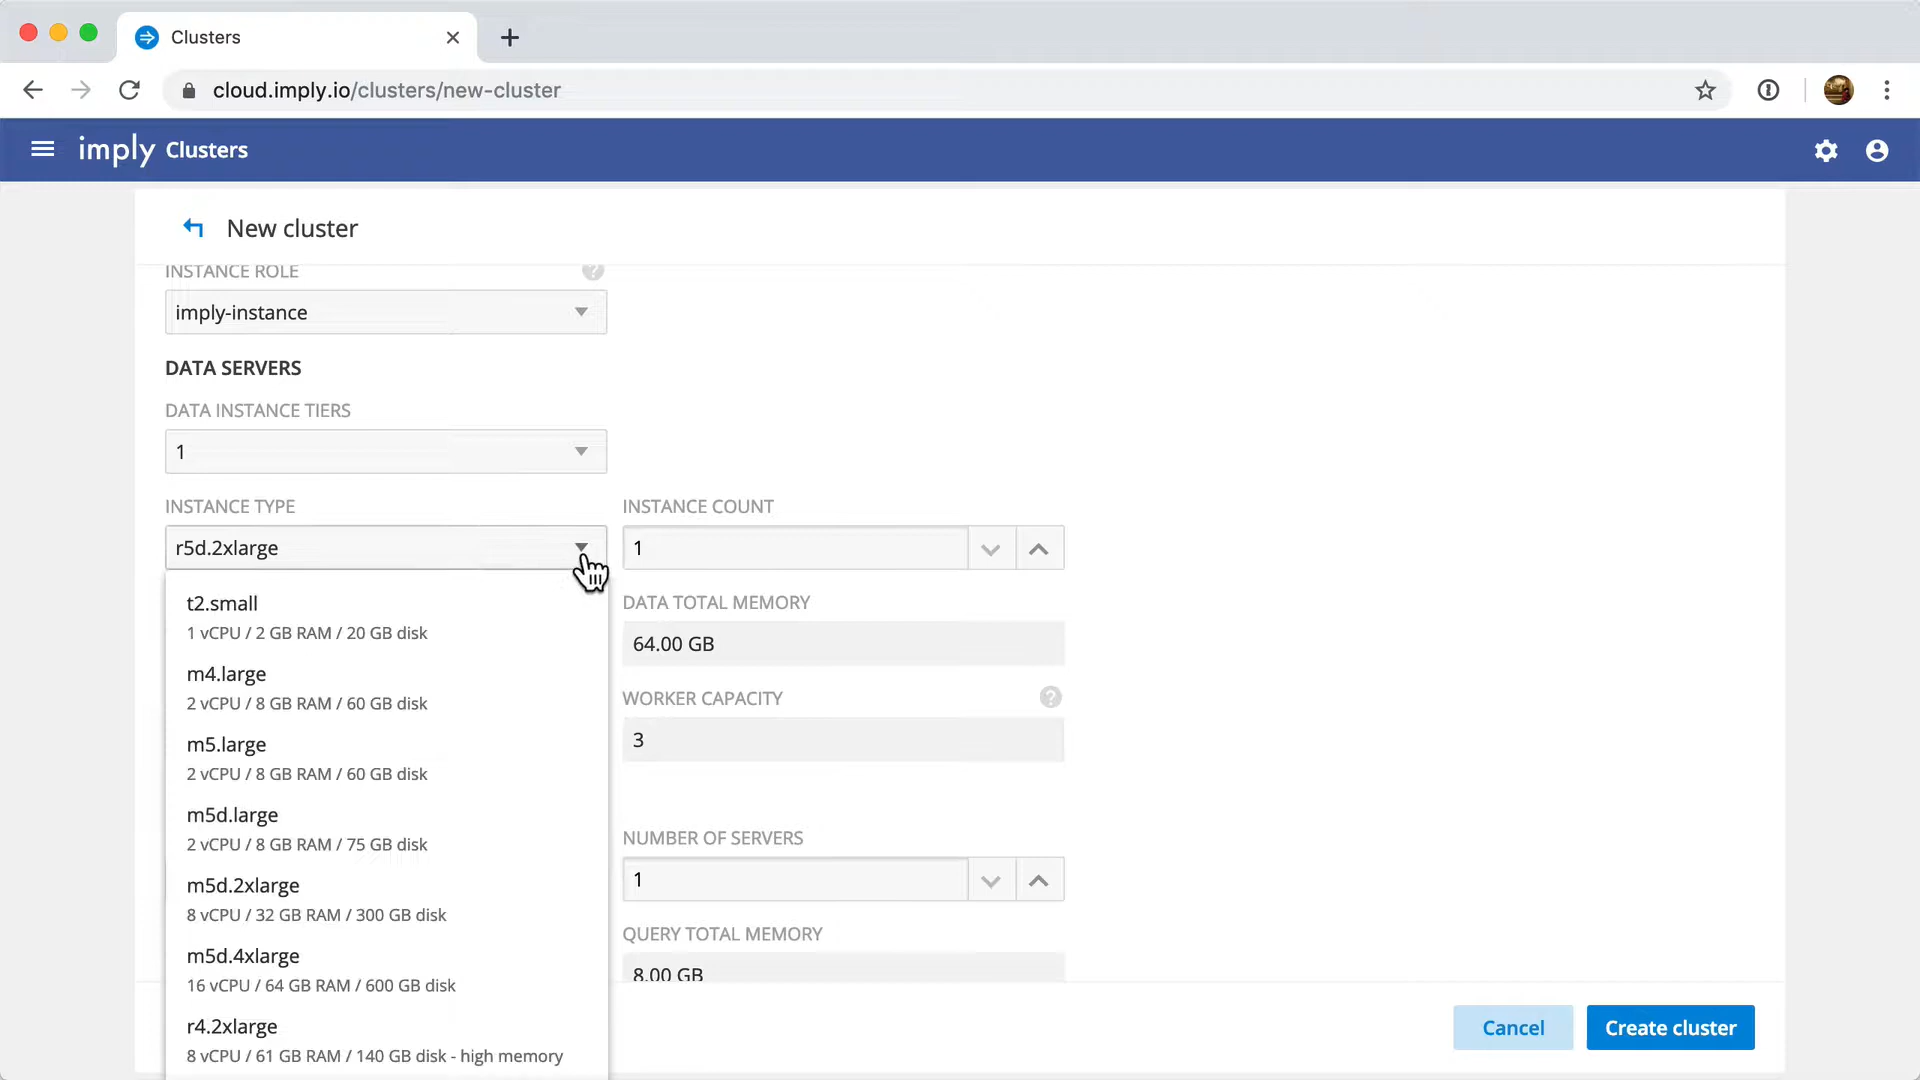 Clusters
cloud.imply.io/clusters/new-cluster
imply Clusters
New cluster
INSTANCE ROLE
imply-instance
DATA SERVERS
DATA INSTANCE TIERS
1
INSTANCE TYPE
INSTANCE COUNT
r5d.2xlarge
1
t2.small
1 vCPU / 2 GB RAM / 20 GB disk
m4.large
2 vCPU / 8 GB RAM / 60 GB disk
m5.large
2 vCPU / 8 GB RAM / 60 GB disk
m5d.large
2 vCPU / 8 GB RAM / 75 GB disk
m5d.2xlarge
8 vCPU / 32 GB RAM / 300 GB disk
m5d.4xlarge
16 vCPU / 64 GB RAM / 600 GB disk
r4.2xlarge
8 vCPU / 61 GB RAM / 140 GB disk - high memory
DATA TOTAL MEMORY
64.00 GB
WORKER CAPACITY
3
NUMBER OF SERVERS
1
QUERY TOTAL MEMORY
8.00 GB
Cancel
Create cluster